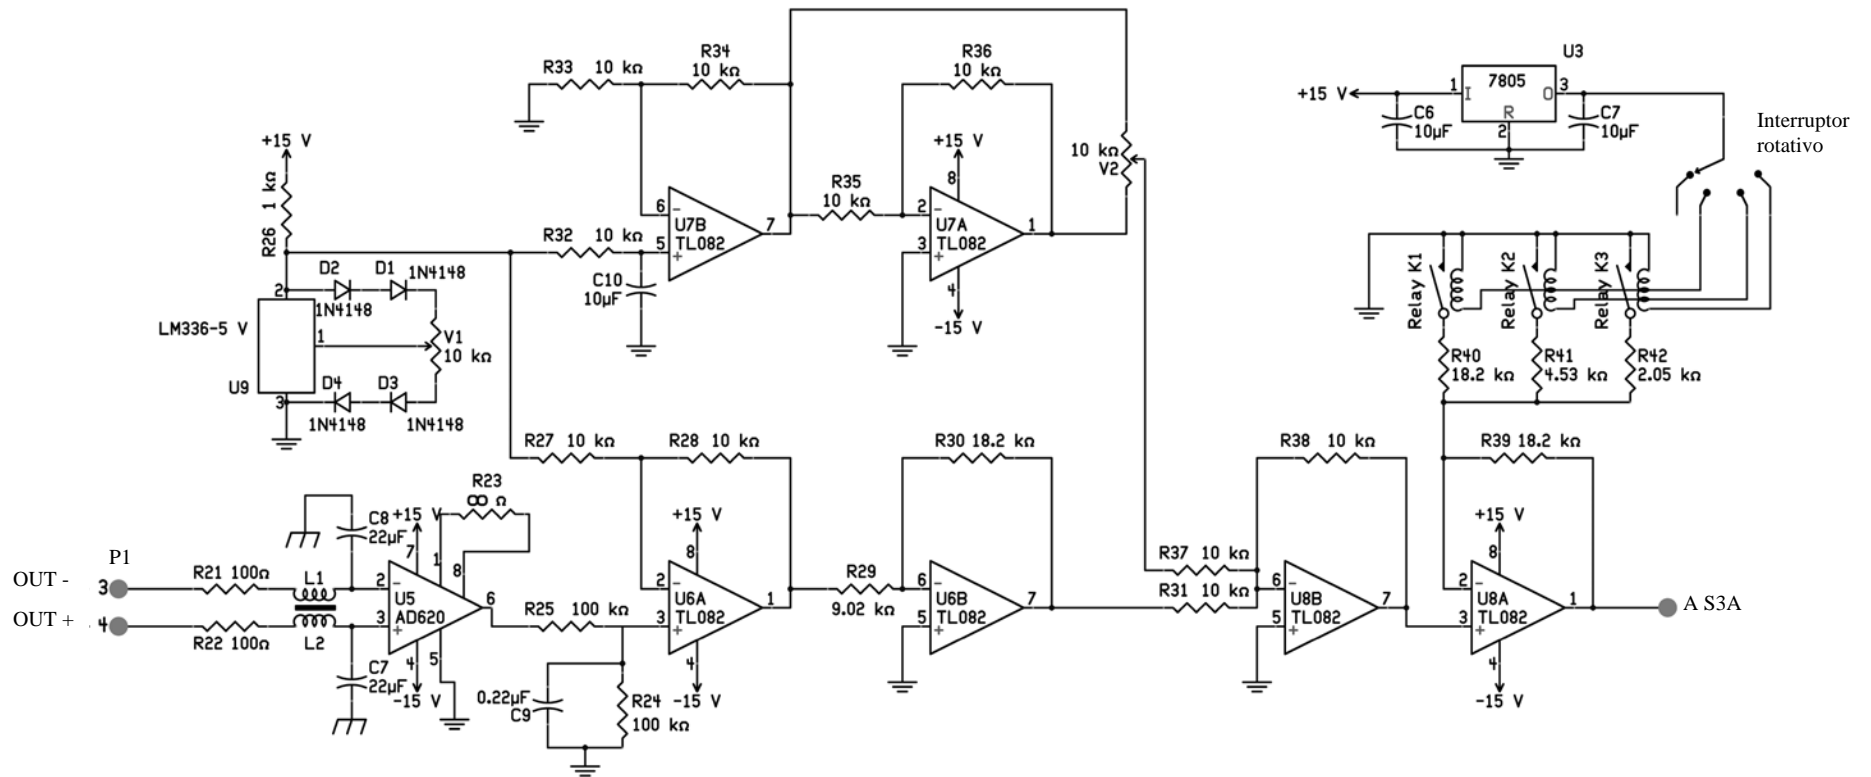 R33 10 kΩ
R34
10 kΩ
R36
10 kΩ
U3
+15 V
1
I
7805
O
3
R
2
C6
10µF
C7
10µF
Interruptor
rotativo
+15 V
1 kΩ
R26
+15 V
8
10 kΩ
V2
R35
10 kΩ
6
−
U7B
TL082
5
+
7
2
−
U7A
TL082
3
+
1
4
-15 V
R32 10 kΩ
C10
10µF
D2
D1
1N4148
1N4148
2
LM336-5 V
1
V1
10 kΩ
U9
3
D4
D3
1N4148
1N4148
Relay K1
Relay K2
Relay K3
R40
18.2 kΩ
R41
4.53 kΩ
R42
2.05 kΩ
R27 10 kΩ
R28 10 kΩ
R30 18.2 kΩ
R38 10 kΩ
R39 18.2 kΩ
R23
∞ Ω
C8
22µF
+15 V
7
1
8
+15 V
8
+15 V
8
P1
OUT -
3
R21 100Ω
L1
2
−
U5
AD620
3
+
6
4
5
-15 V
OUT +
4
R22 100Ω
L2
C7
22µF
R25 100 kΩ
0.22µF
C9
R24
100 kΩ
2
−
U6A
TL082
3
+
1
4
-15 V
R29
9.02 kΩ
6
−
U6B
TL082
5
+
7
R37 10 kΩ
R31 10 kΩ
6
−
U8B
TL082
5
+
7
2
−
U8A
TL082
3
+
1
4
-15 V
A S3A